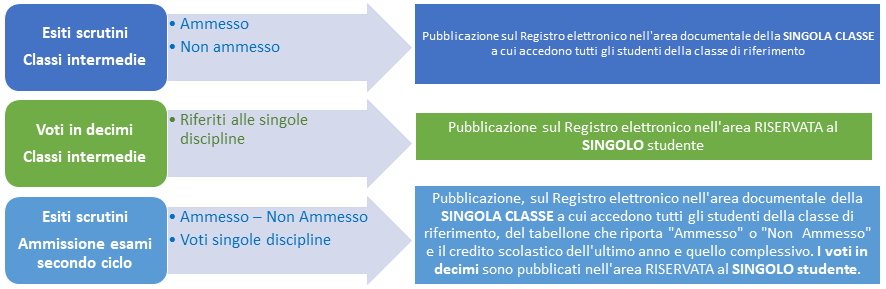 Esiti scrutini
Classi intermedie
• Ammesso
• Non ammesso
Pubblicazione sul Registro elettronico nell'area documentale della SINGOLA CLASSE
a cui accedono tutti gli studenti della classe di riferimento
Voti in decimi
Classi intermedie
• Riferiti alle singole
discipline
Pubblicazione sul Registro elettronico nell'area RISERVATA al
SINGOLO studente
Esiti scrutini
Ammissione esami
secondo ciclo
• Ammesso – Non Ammesso
• Voti singole discipline
Pubblicazione, sul Registro elettronico nell'area documentale della
SINGOLA CLASSE a cui accedono tutti gli studenti della classe di
riferimento, del tabellone che riporta "Ammesso" o "Non Ammesso"
e il credito scolastico dell'ultimo anno e quello complessivo. I voti in
decimi sono pubblicati nell'area RISERVATA al SINGOLO studente.